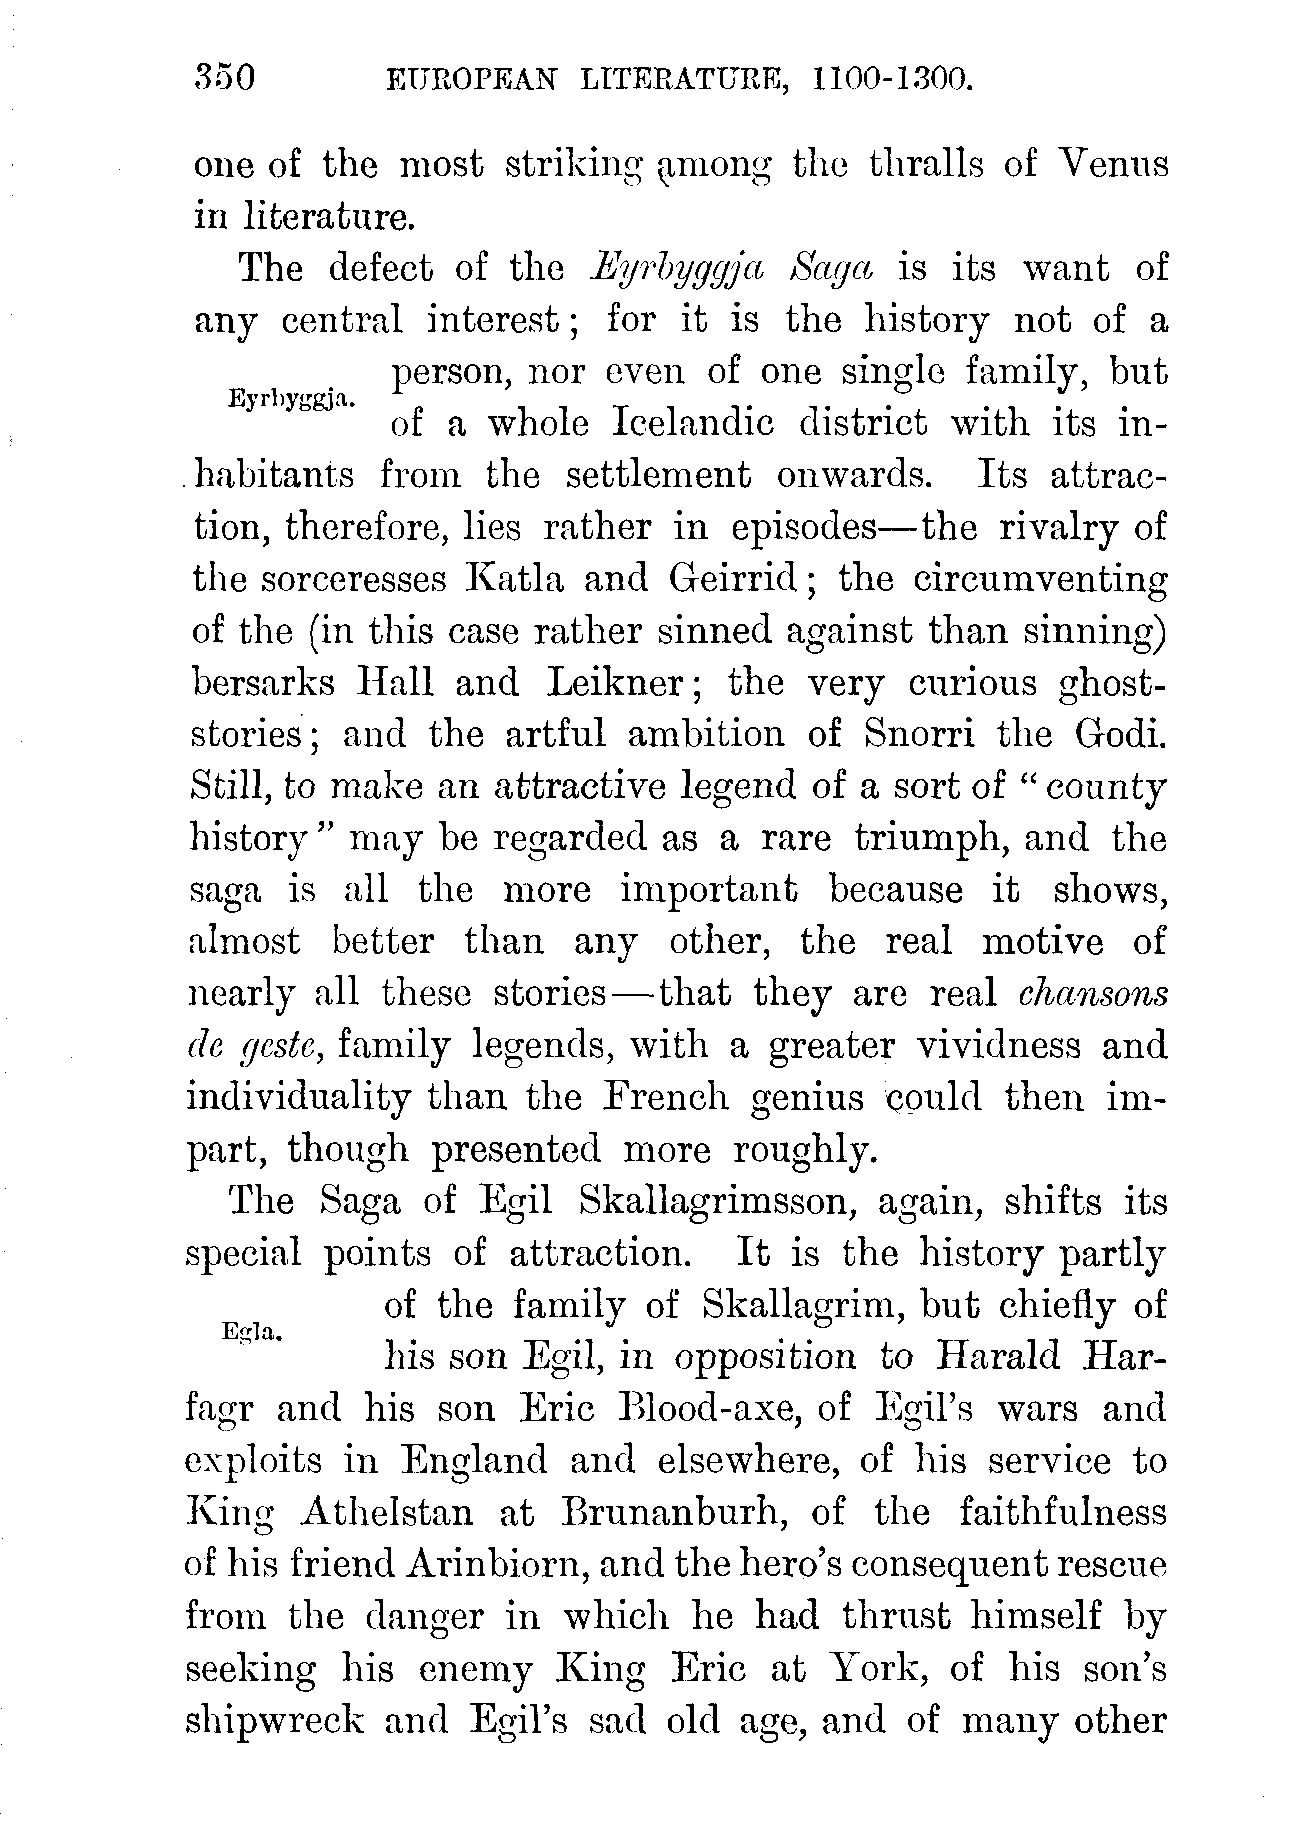 350 EUROPEAN LITERATURE, 1100-1300.
one of the most striking among the thralls of Venus
in literature.
The defect of the Eyrbyggja Saga is its want of
any central interest; for it is the history not of a
person, nor even of one single family, but
Eyrbyggja.
of a whole Icelandic district with its in-
habitants from the settlement onwards. Its attrac-
tion, therefore, lies rather in episodes—the rivalry of
the sorceresses Katla and Geirrid; the circumventing
of the (in this case rather sinned against than sinning)
bersarks Hall and Leikner; the very curious ghost-
stories; and the artful ambition of Snorri the Godi.
Still, to make an attractive legend of a sort of “county
history” may be regarded as a rare triumph, and the
saga is all the more important because it shows,
almost better than any other, the real motive of
nearly all these stories—that they are real chansons
de geste, family legends, with a greater vividness and
individuality than the French genius could then im-
part, though presented more roughly.
The Saga of Egil Skallagrimsson, again, shifts its
special points of attraction. It is the history partly
of the family of Skallagrim, but chiefly of
Egla.
his son Egil, in opposition to Harald Har-
fagr and his son Eric Blood-axe, of Egil’s wars and
exploits in England and elsewhere, of his service to
King Athelstan at Brunanburh, of the faithfulness
of his friend Arinbiorn, and the hero’s consequent rescue
from the danger in which he had thrust himself by
seeking his enemy King Eric at York, of his son’s
shipwreck and Egil’s sad old age, and of many other